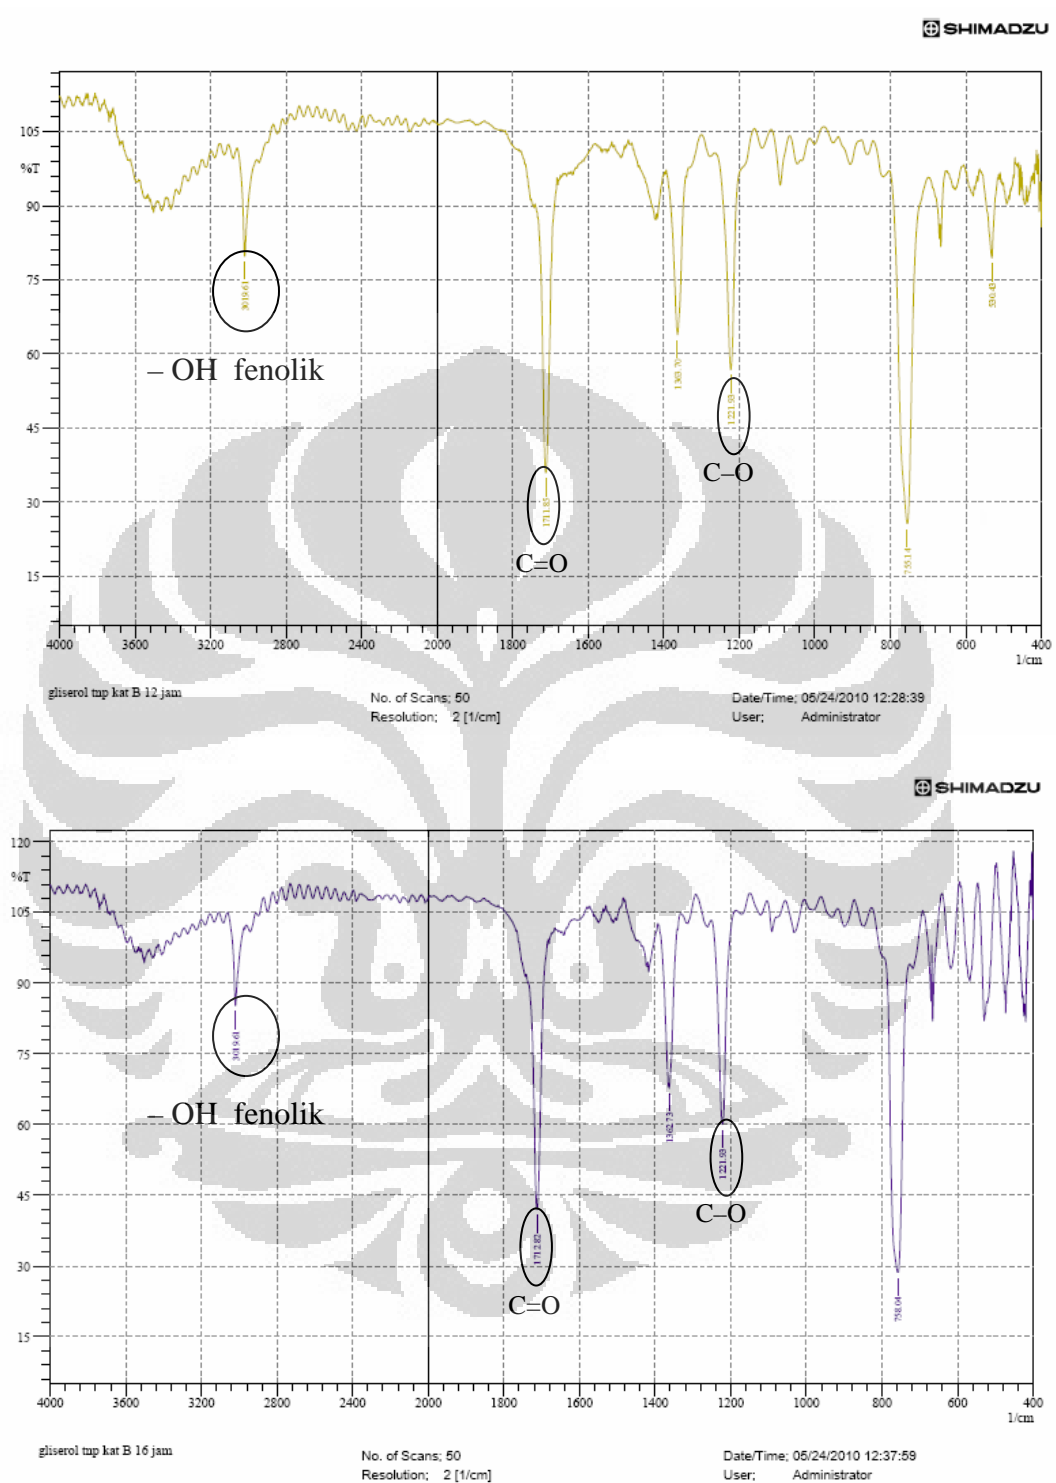 SHIMADZU
105
%T
90
75
60
45
30
15
3019.61
– OH fenolik
1711.85
C=O
1363.70
1221.93
C–O
755.14
530.43
4000 3600 3200 2800 2400 2000 1800 1600 1400 1200 1000 800 600 400
1/cm
gliserol tnp kat B 12 jam
No. of Scans; 50
Resolution; 2 [1/cm]
Date/Time; 05/24/2010 12:28:39
User; Administrator
SHIMADZU
120
%T
105
90
75
60
45
30
15
3019.61
– OH fenolik
1712.82
C=O
1362.73
1221.93
C–O
758.04
4000 3600 3200 2800 2400 2000 1800 1600 1400 1200 1000 800 600 400
1/cm
gliserol tnp kat B 16 jam
No. of Scans; 50
Resolution; 2 [1/cm]
Date/Time; 05/24/2010 12:37:59
User; Administrator